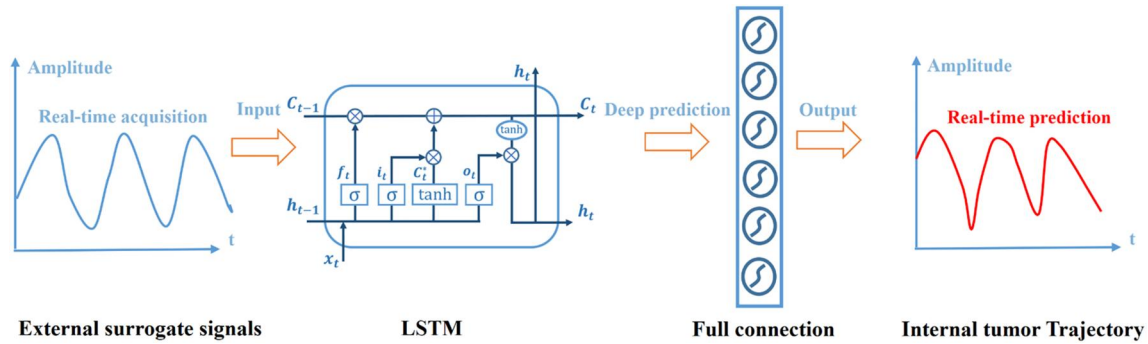 Amplitude
Real-time acquisition
t
External surrogate signals
Input
C_{t-1}
h_t
C_t
tanh
f_t
i_t
C_t^*
o_t
σ
σ
tanh
σ
h_{t-1}
h_t
x_t
LSTM
Deep prediction
Full connection
Output
Amplitude
Real-time prediction
t
Internal tumor Trajectory